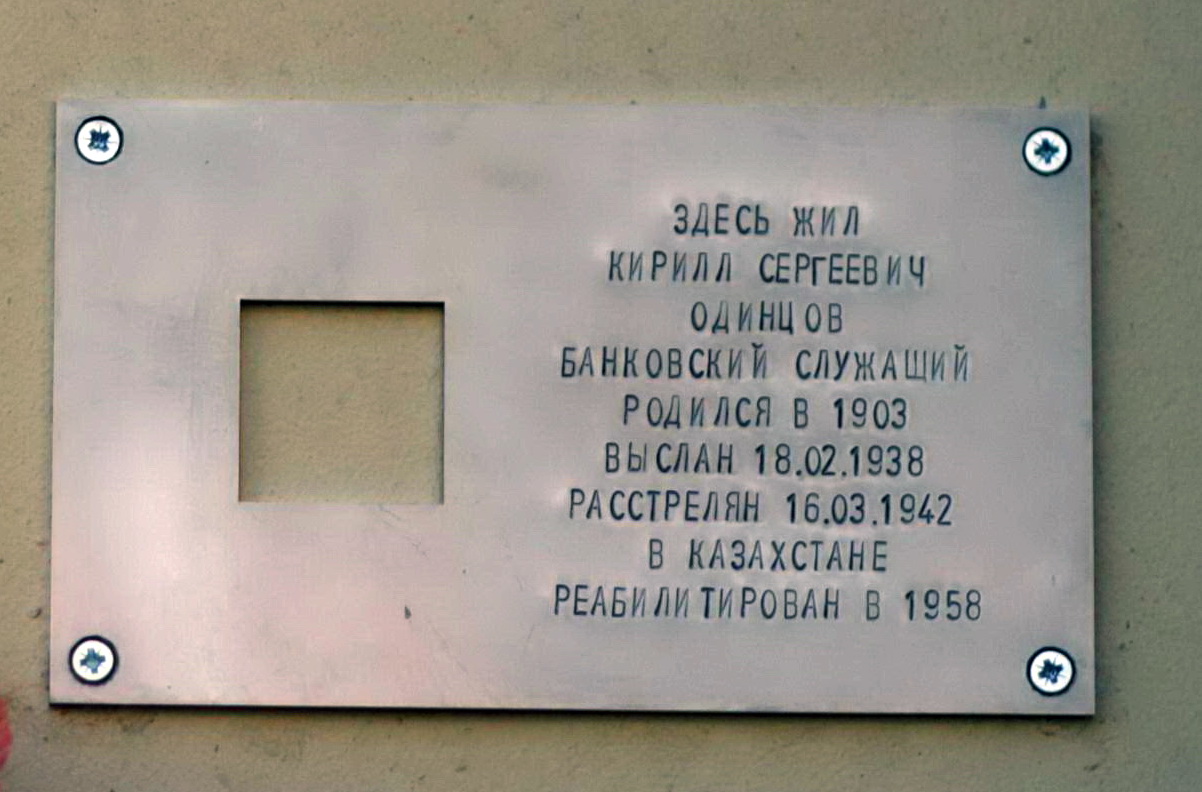 ЗДЕСЬ ЖИЛ
КИРИЛЛ СЕРГЕЕВИЧ
ОДИНЦОВ
БАНКОВСКИЙ СЛУЖАЩИЙ
РОДИЛСЯ В 1903
ВЫСЛАН 18.02.1938
РАССТРЕЛЯН 16.03.1942
В КАЗАХСТАНЕ
РЕАБИЛИТИРОВАН В 1958